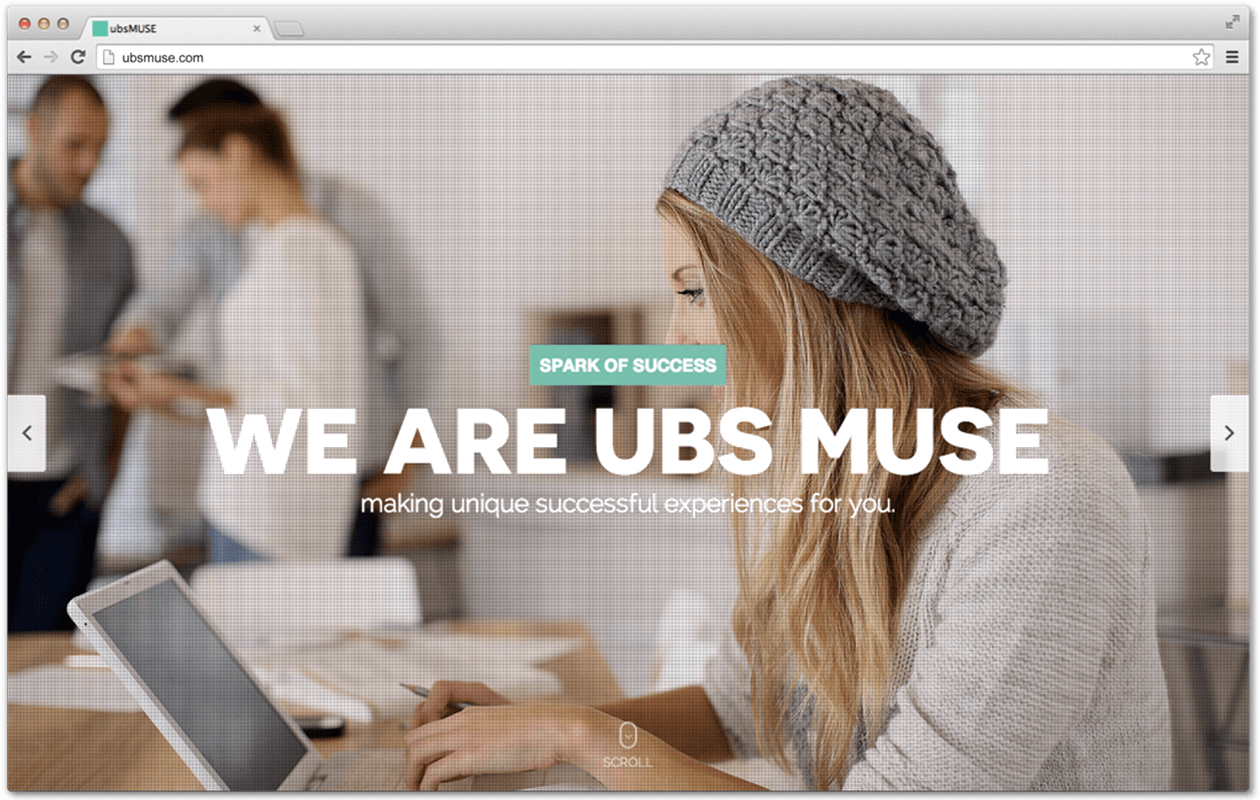 ubsMUSE
ubsmuse.com
SPARK OF SUCCESS
WE ARE UBS MUSE
making unique successful experiences for you.
SCROLL